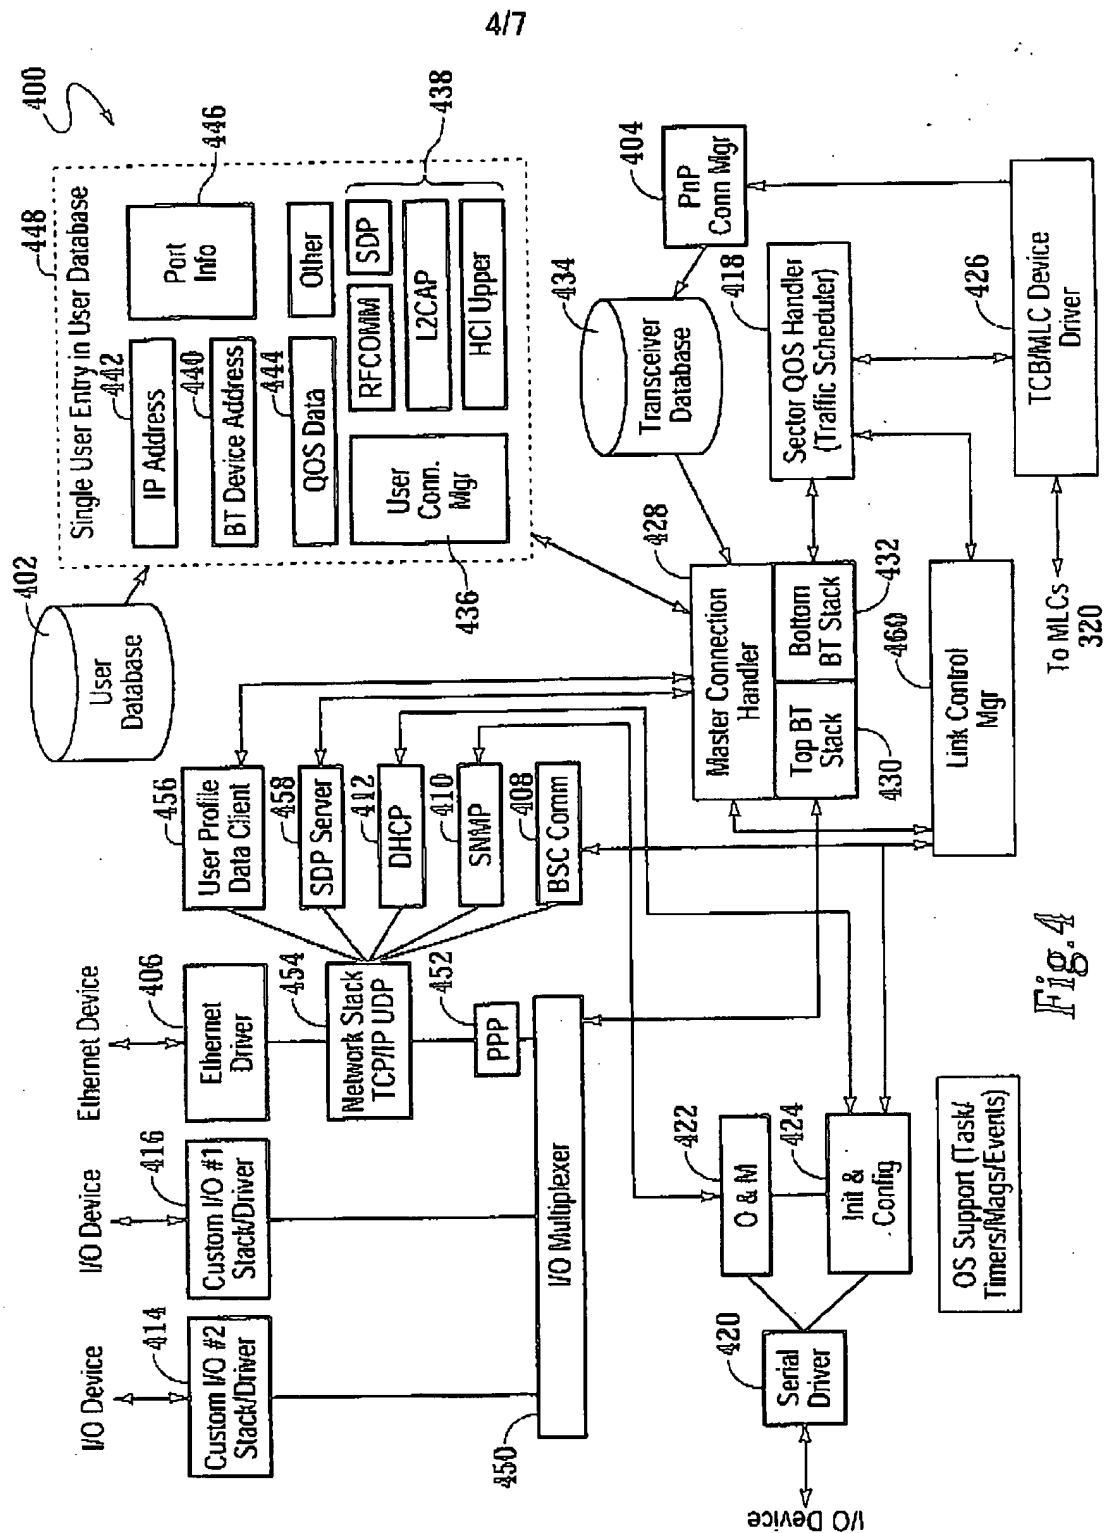 4/7
400
448
Single User Entry in User Database
442
IP Address
440
BT Device Address
444
QOS Data
446
Port
Info
Other
438
RFCOMM
SDP
L2CAP
HCI Upper
User
Conn.
Mgr
436
402
User
Database
404
PnP
Conn Mgr
434
Transceiver
Database
418
Sector QOS Handler
(Traffic Scheduler)
426
TCB/MLC Device
Driver
To MLCs
320
428
Master Connection
Handler
Top BT
Stack
430
Bottom
BT Stack
432
460
Link Control
Mgr
456
User Profile
Data Client
458
SDP Server
412
DHCP
410
SNMP
408
BSC Comm
Ethernet Device
406
Ethernet
Driver
454
Network Stack
TCP/IP UDP
452
PPP
I/O Device
416
Custom I/O #1
Stack/Driver
I/O Device
414
Custom I/O #2
Stack/Driver
450
I/O Multiplexer
422
O & M
424
Init &
Config
420
Serial
Driver
I/O Device
OS Support (Task/
Timers/Mags/Events)
Fig. 4